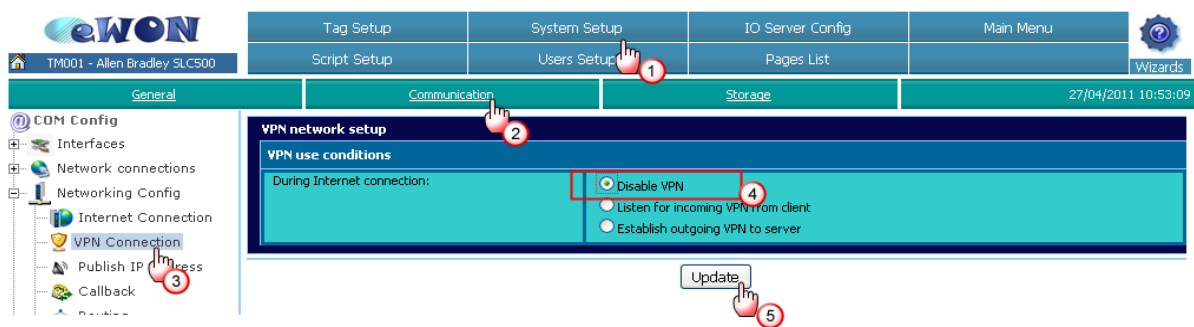 eWON
TM001 - Allen Bradley SLC500
Tag Setup
System Setup
IO Server Config
Main Menu
Script Setup
Users Setup
Pages List
Wizards
1
General
Communication
Storage
27/04/2011 10:53:09
2
COM Config
Interfaces
Network connections
Networking Config
Internet Connection
VPN Connection
3
Publish IP
Callback
VPN network setup
VPN use conditions
During Internet connection:
Disable VPN
4
Listen for incoming VPN from client
Establish outgoing VPN to server
Update
5